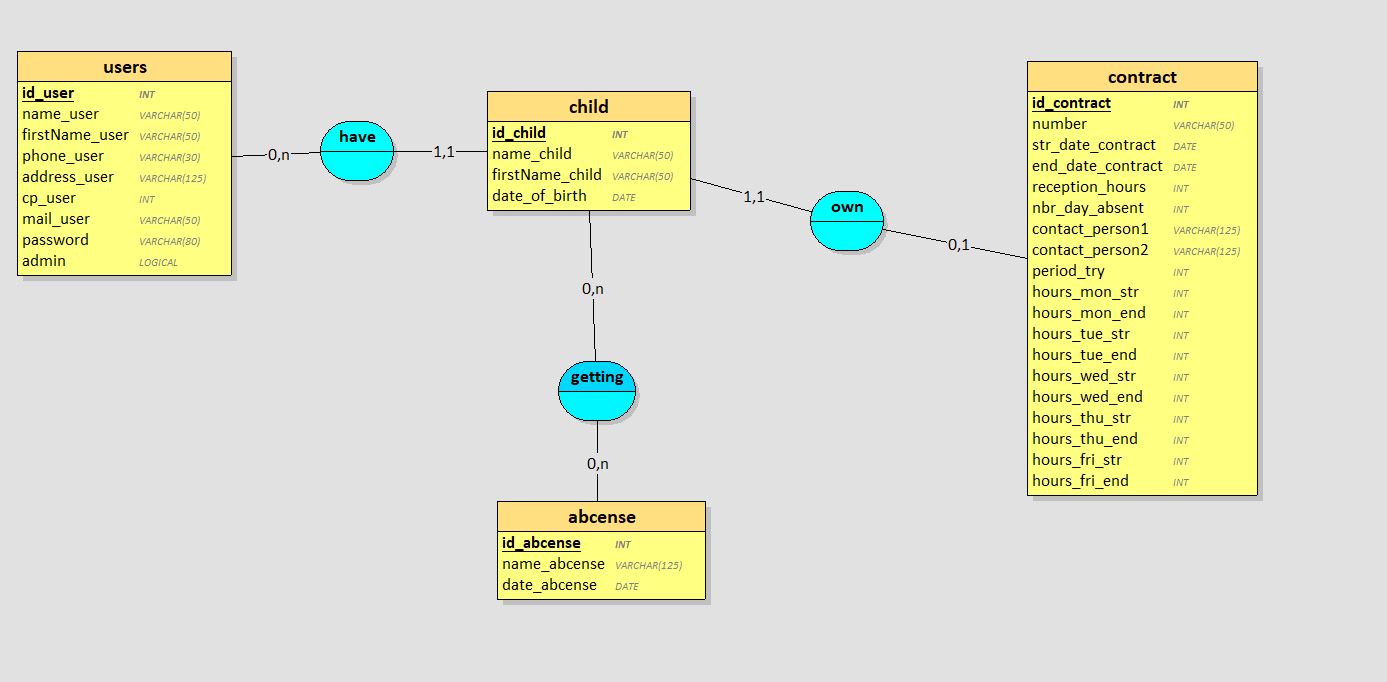 users
id_user INT
name_user VARCHAR(50)
firstName_user VARCHAR(50)
phone_user VARCHAR(30)
address_user VARCHAR(125)
cp_user INT
mail_user VARCHAR(50)
password VARCHAR(80)
admin LOGICAL
0,n
have
1,1
child
id_child INT
name_child VARCHAR(50)
firstName_child VARCHAR(50)
date_of_birth DATE
1,1
own
0,1
contract
id_contract INT
number VARCHAR(50)
str_date_contract DATE
end_date_contract DATE
reception_hours INT
nbr_day_absent INT
contact_person1 VARCHAR(125)
contact_person2 VARCHAR(125)
period_try INT
hours_mon_str INT
hours_mon_end INT
hours_tue_str INT
hours_tue_end INT
hours_wed_str INT
hours_wed_end INT
hours_thu_str INT
hours_thu_end INT
hours_fri_str INT
hours_fri_end INT
0,n
getting
0,n
abcense
id_abcense INT
name_abcense VARCHAR(125)
date_abcense DATE